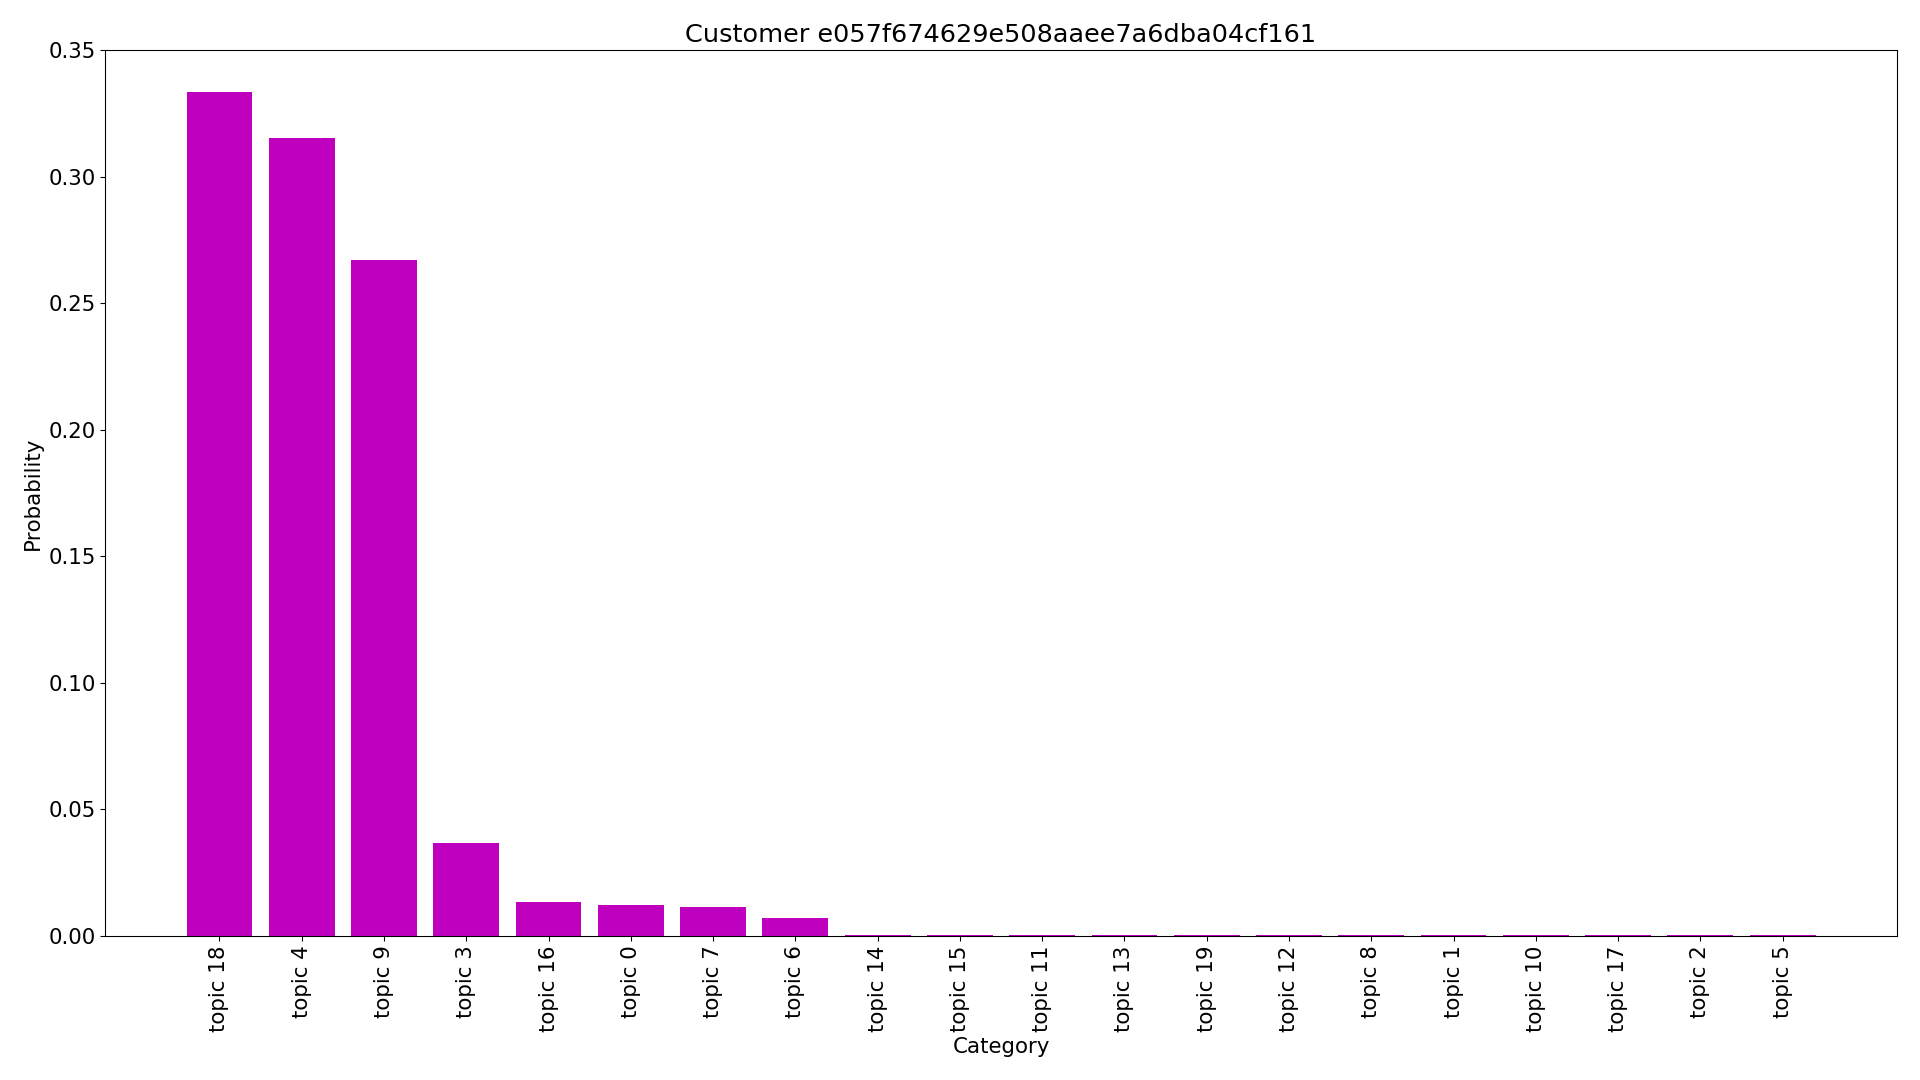 Customer e057f674629e508aaee7a6dba04cf161
0.35
0.30
0.25
0.20
0.15
0.10
0.05
0.00
Probability
topic 18
topic 4
topic 9
topic 3
topic 16
topic 0
topic 7
topic 6
topic 14
topic 15
topic 11
topic 13
topic 19
topic 12
topic 8
topic 1
topic 10
topic 17
topic 2
topic 5
Category